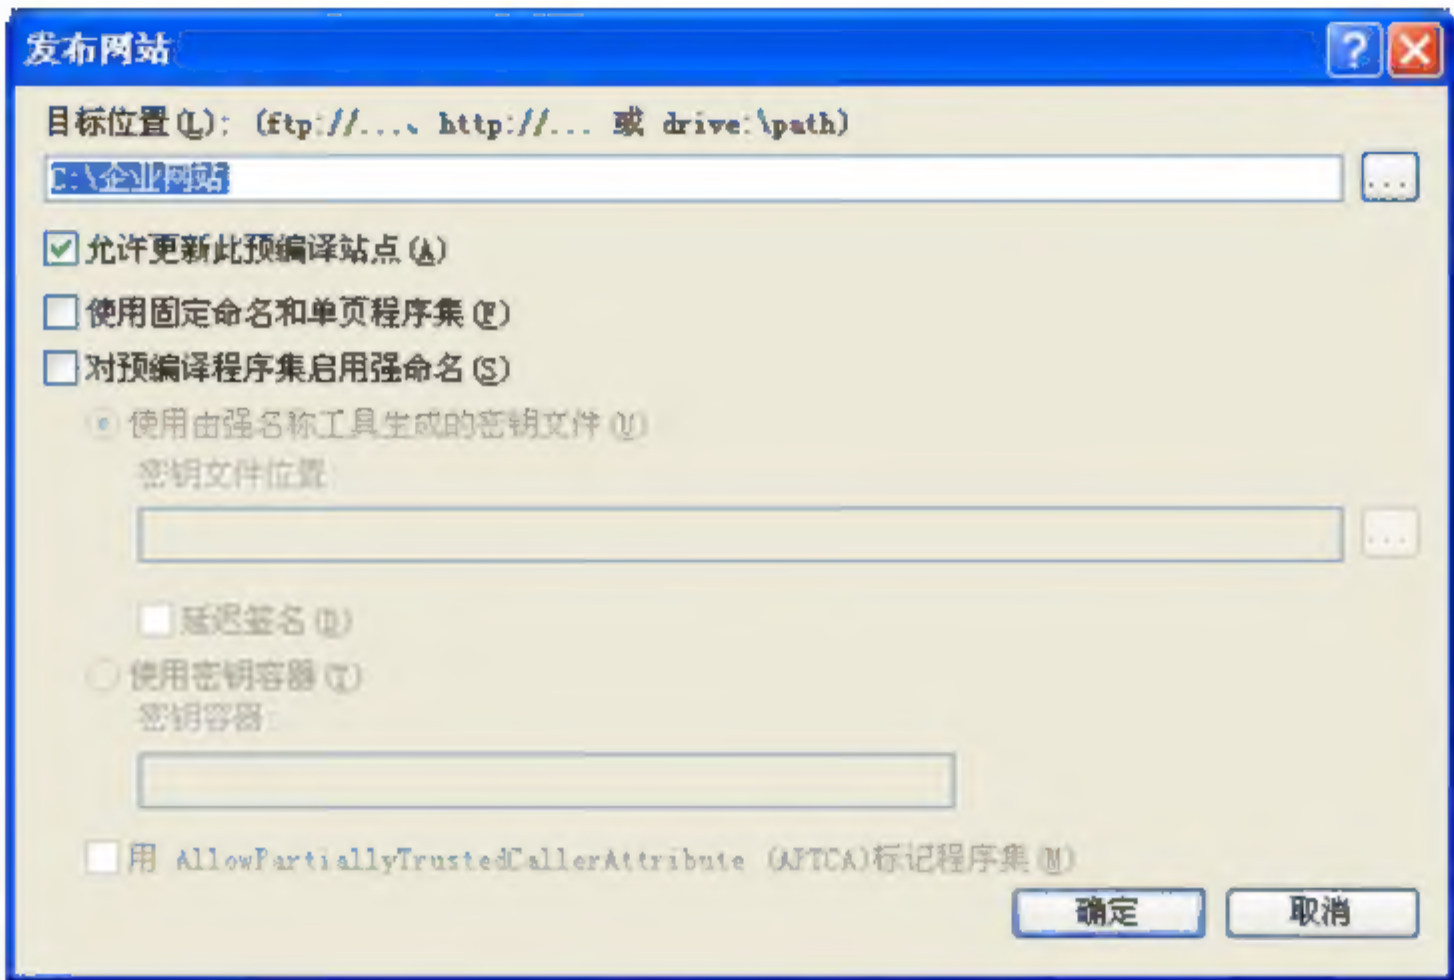 发布网站
目标位置(L): (ftp://...、http://... 或 drive:\path)
C:\企业网站
...
允许更新此预编译站点(A)
使用固定命名和单页程序集(F)
对预编译程序集启用强命名(S)
使用由强名称工具生成的密钥文件(U)
密钥文件位置:
...
延迟签名(D)
使用密钥容器(T)
密钥容器:
用 AllowPartiallyTrustedCallerAttribute (APTCA)标记程序集(M)
确定 取消